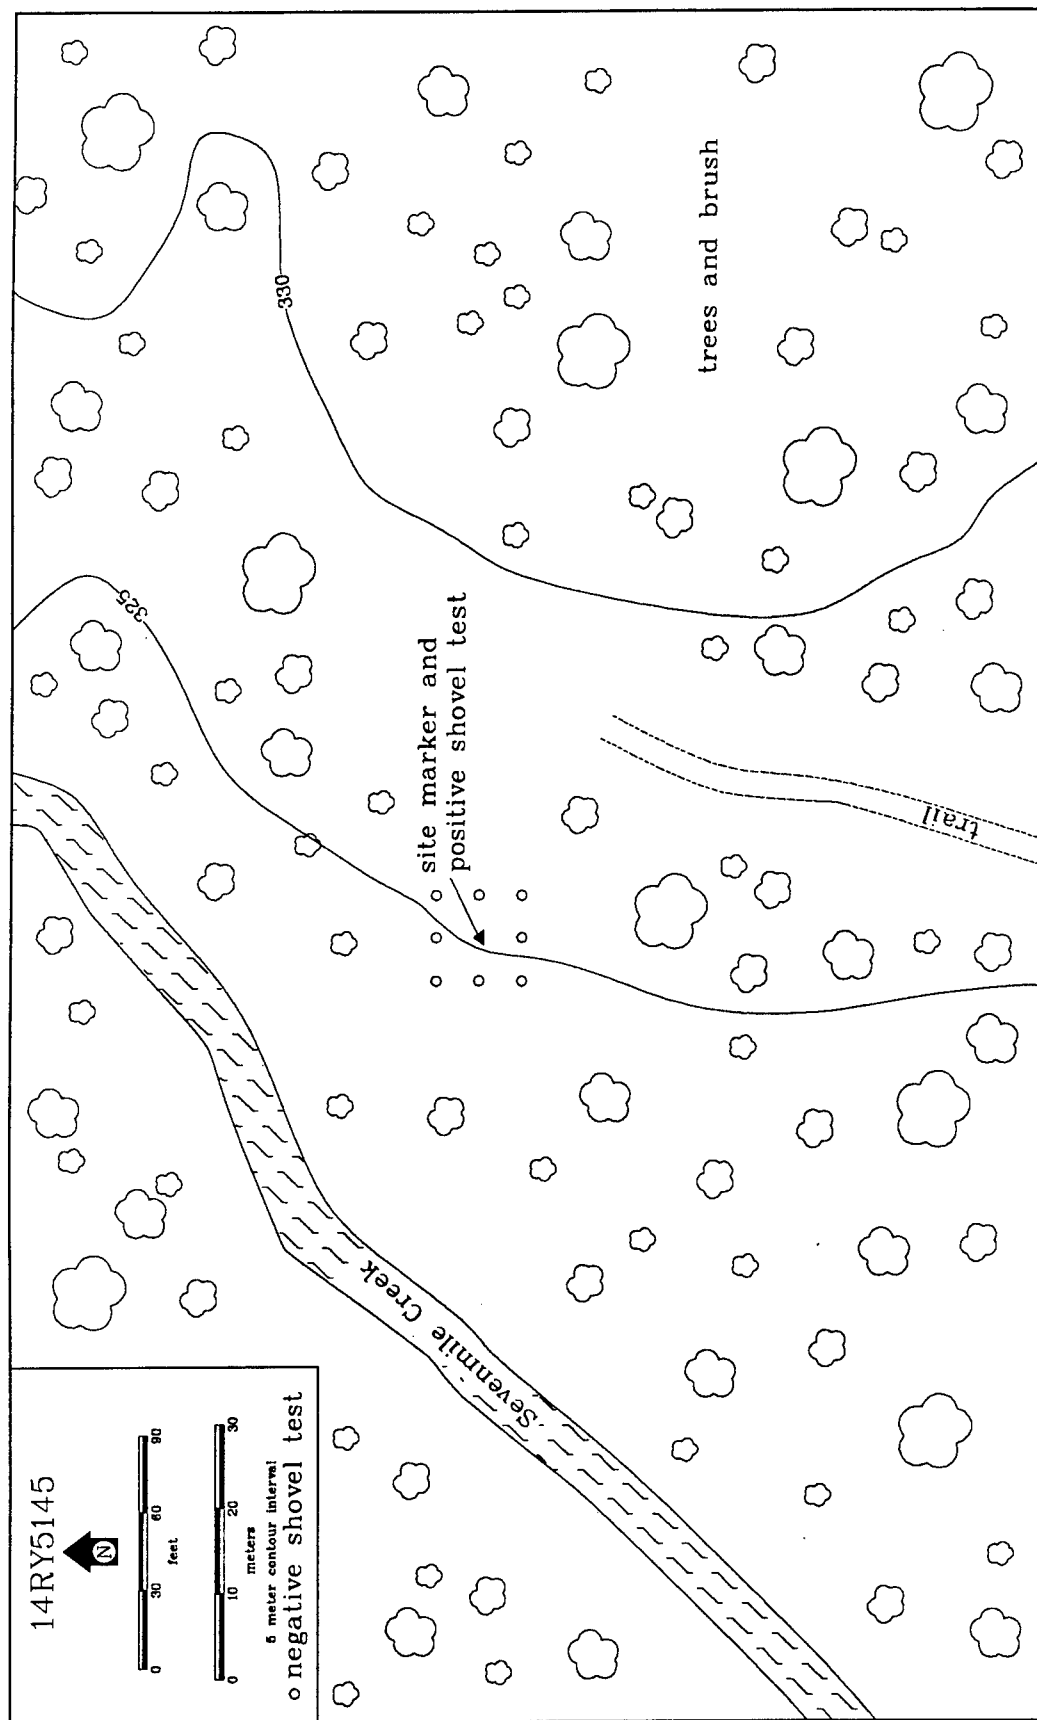 14RY5145
N
0 30 60 90
feet
0 10 20 30
meters
5 meter contour interval
o negative shovel test
325
330
site marker and
positive shovel test
trees and brush
trail
Sevenmile Creek